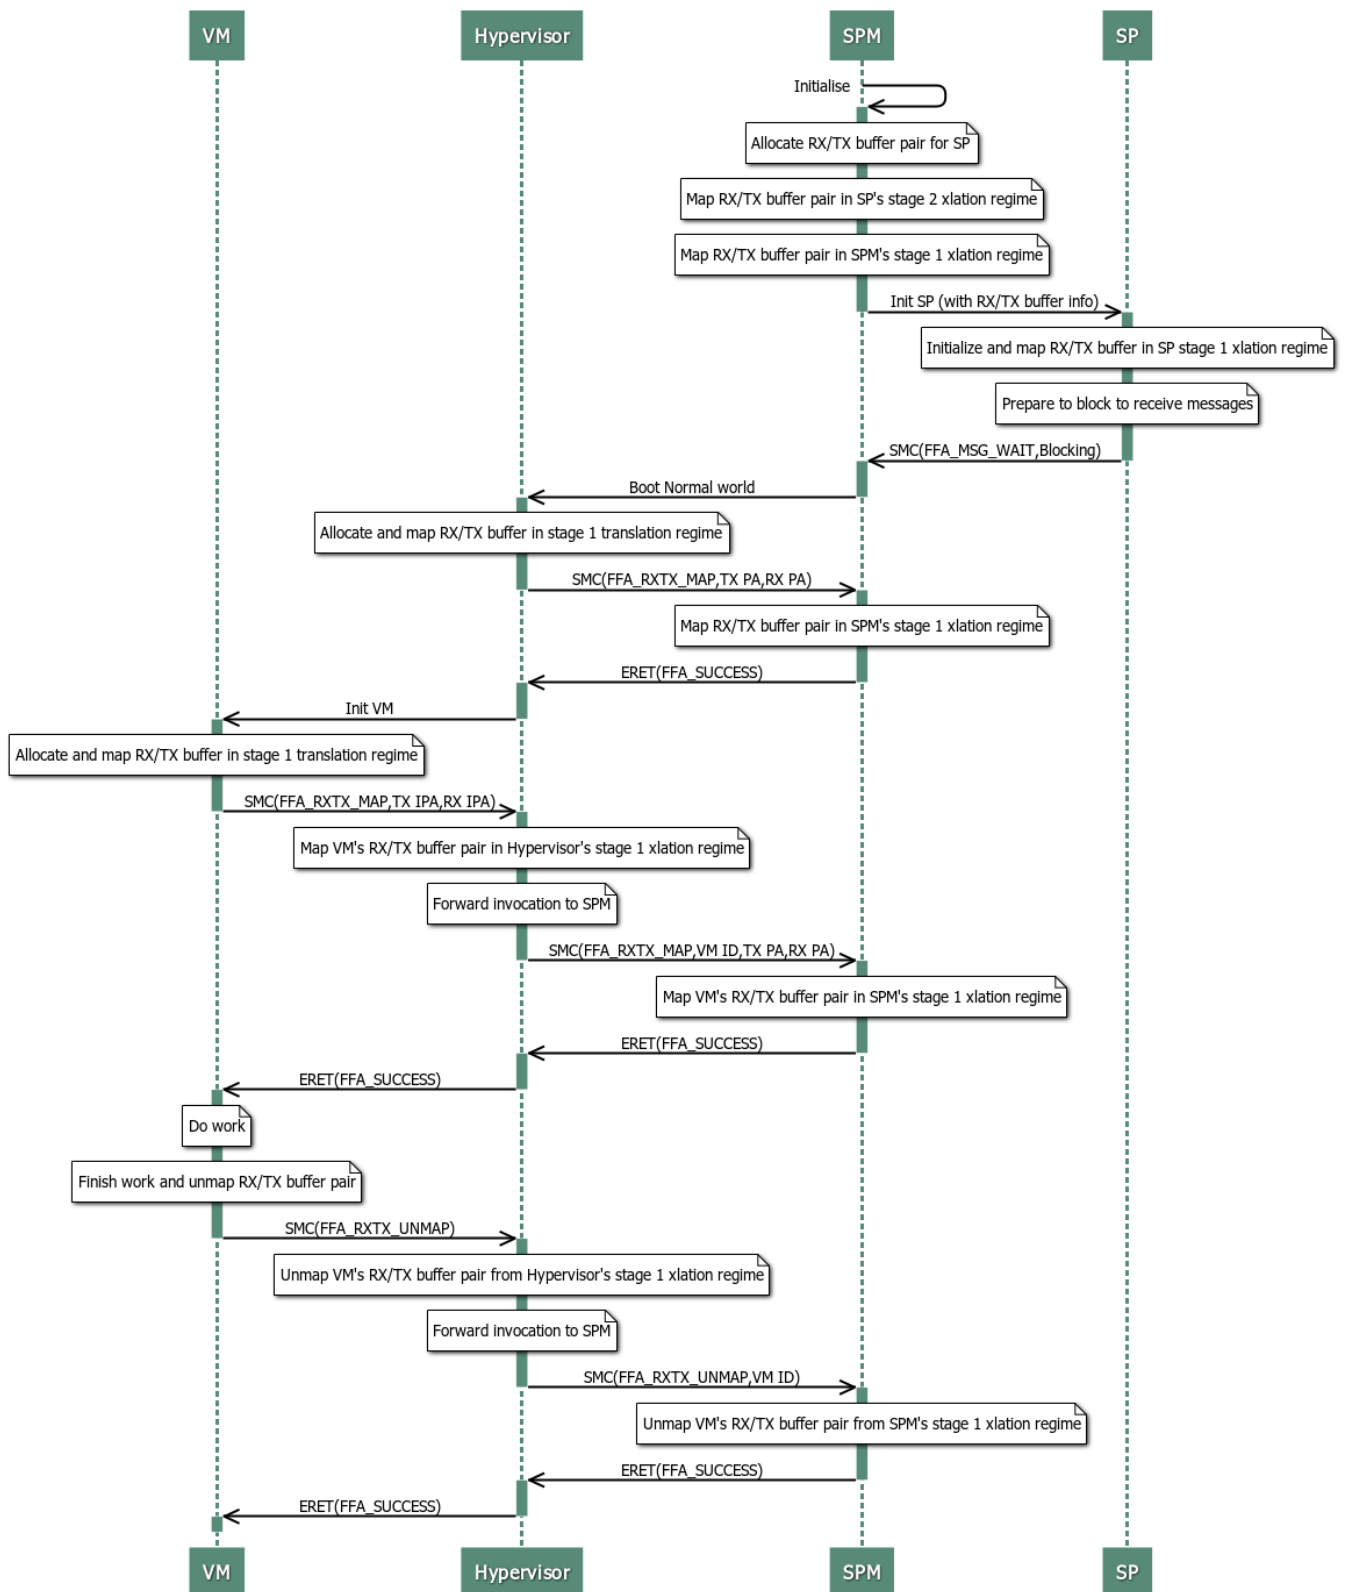 VM
Hypervisor
SPM
SP
Initialise
Allocate RX/TX buffer pair for SP
Map RX/TX buffer pair in SP's stage 2 xlation regime
Map RX/TX buffer pair in SPM's stage 1 xlation regime
Init SP (with RX/TX buffer info)
Initialize and map RX/TX buffer in SP stage 1 xlation regime
Prepare to block to receive messages
SMC(FFA_MSG_WAIT,Blocking)
Boot Normal world
Allocate and map RX/TX buffer in stage 1 translation regime
SMC(FFA_RXTX_MAP,TX PA,RX PA)
Map RX/TX buffer pair in SPM's stage 1 xlation regime
ERET(FFA_SUCCESS)
Init VM
Allocate and map RX/TX buffer in stage 1 translation regime
SMC(FFA_RXTX_MAP,TX IPA,RX IPA)
Map VM's RX/TX buffer pair in Hypervisor's stage 1 xlation regime
Forward invocation to SPM
SMC(FFA_RXTX_MAP,VM ID,TX PA,RX PA)
Map VM's RX/TX buffer pair in SPM's stage 1 xlation regime
ERET(FFA_SUCCESS)
ERET(FFA_SUCCESS)
Do work
Finish work and unmap RX/TX buffer pair
SMC(FFA_RXTX_UNMAP)
Unmap VM's RX/TX buffer pair from Hypervisor's stage 1 xlation regime
Forward invocation to SPM
SMC(FFA_RXTX_UNMAP,VM ID)
Unmap VM's RX/TX buffer pair from SPM's stage 1 xlation regime
ERET(FFA_SUCCESS)
ERET(FFA_SUCCESS)
VM
Hypervisor
SPM
SP